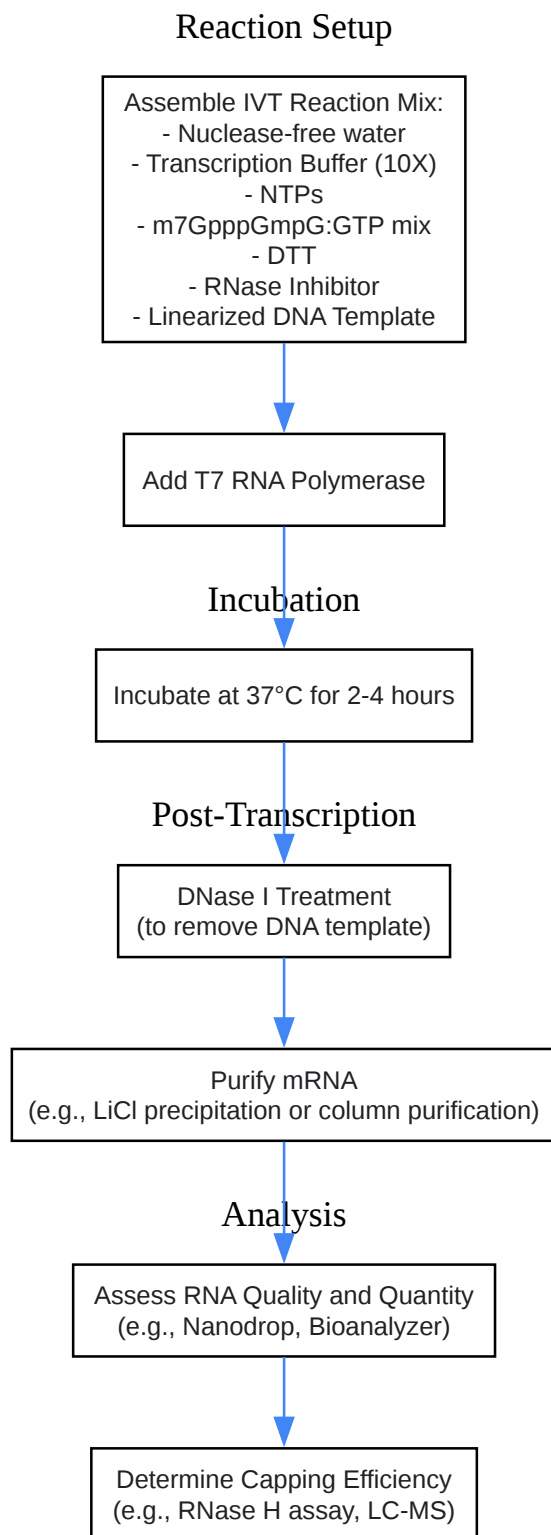 Reaction Setup
Assemble IVT Reaction Mix:
- Nuclease-free water
- Transcription Buffer (10X)
- NTPs
- m7GpppGmpG:GTP mix
- DTT
- RNase Inhibitor
- Linearized DNA Template
Add T7 RNA Polymerase
Incubation
Incubate at 37°C for 2-4 hours
Post-Transcription
DNase I Treatment
(to remove DNA template)
Purify mRNA
(e.g., LiCl precipitation or column purification)
Analysis
Assess RNA Quality and Quantity
(e.g., Nanodrop, Bioanalyzer)
Determine Capping Efficiency
(e.g., RNase H assay, LC-MS)